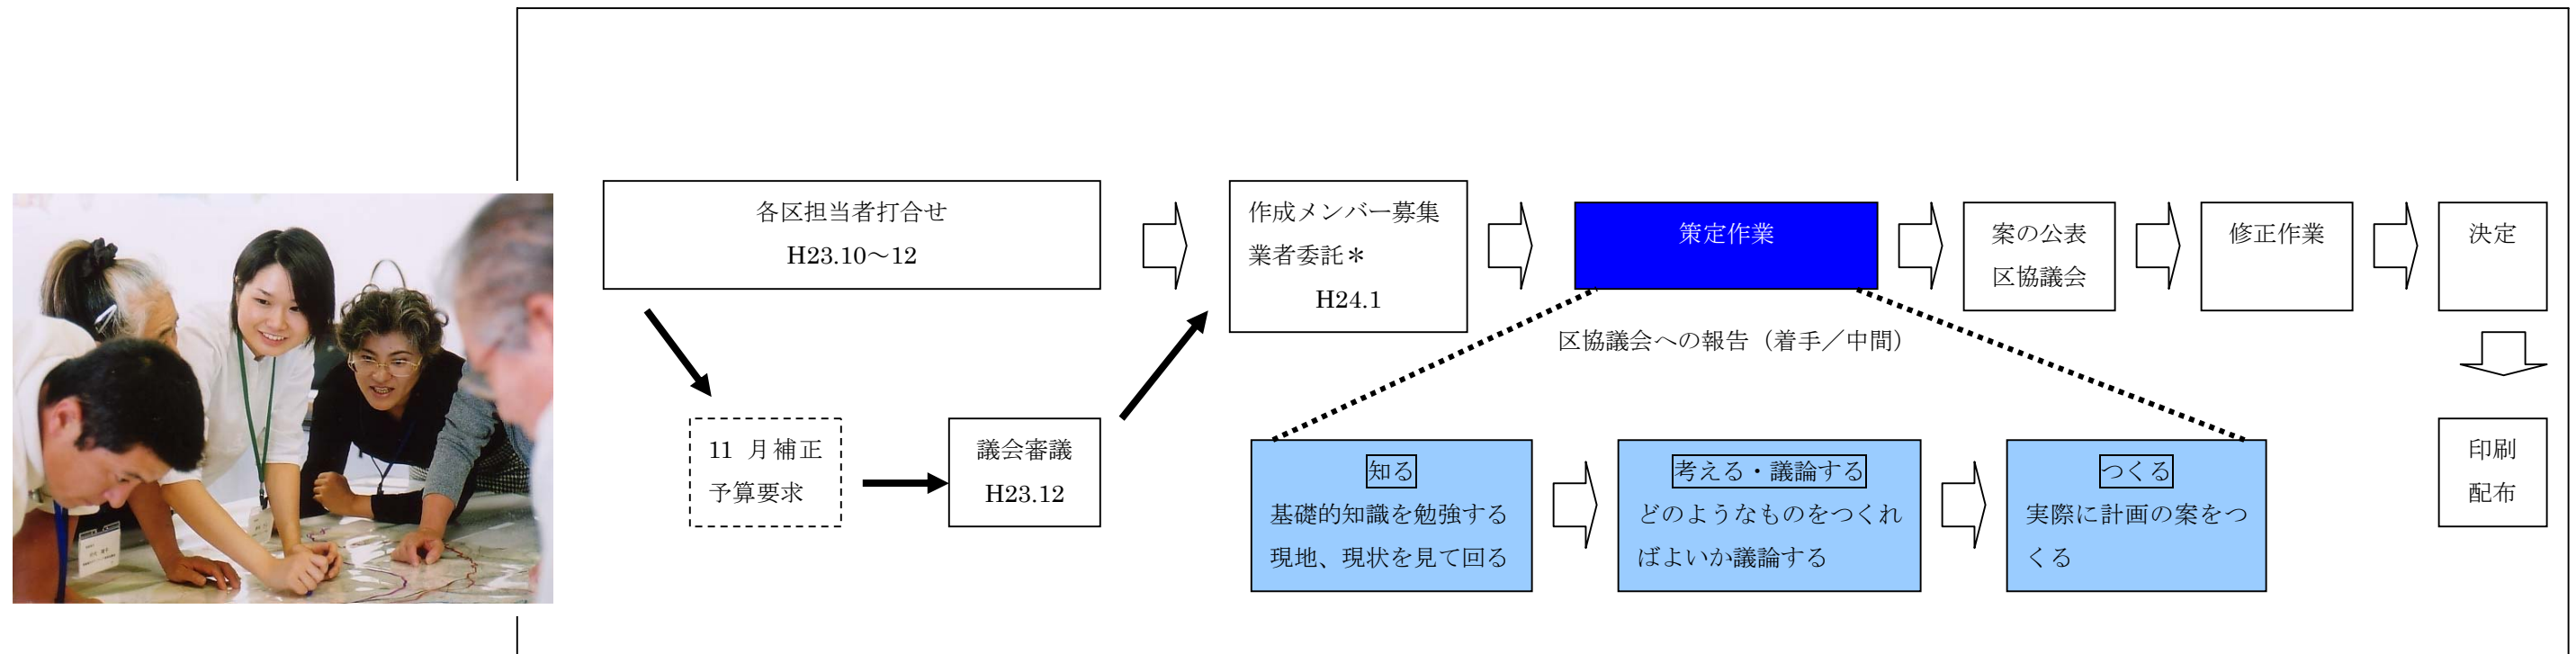 各区担当者打合せ
H23.10～12
作成メンバー募集
業者委託＊
H24.1
策定作業
案の公表
区協議会
修正作業
決定
区協議会への報告（着手／中間）
11 月補正
予算要求
議会審議
H23.12
知る
基礎的知識を勉強する
現地、現状を見て回る
考える・議論する
どのようなものをつくれ
ばよいか議論する
つくる
実際に計画の案をつ
くる
印刷
配布